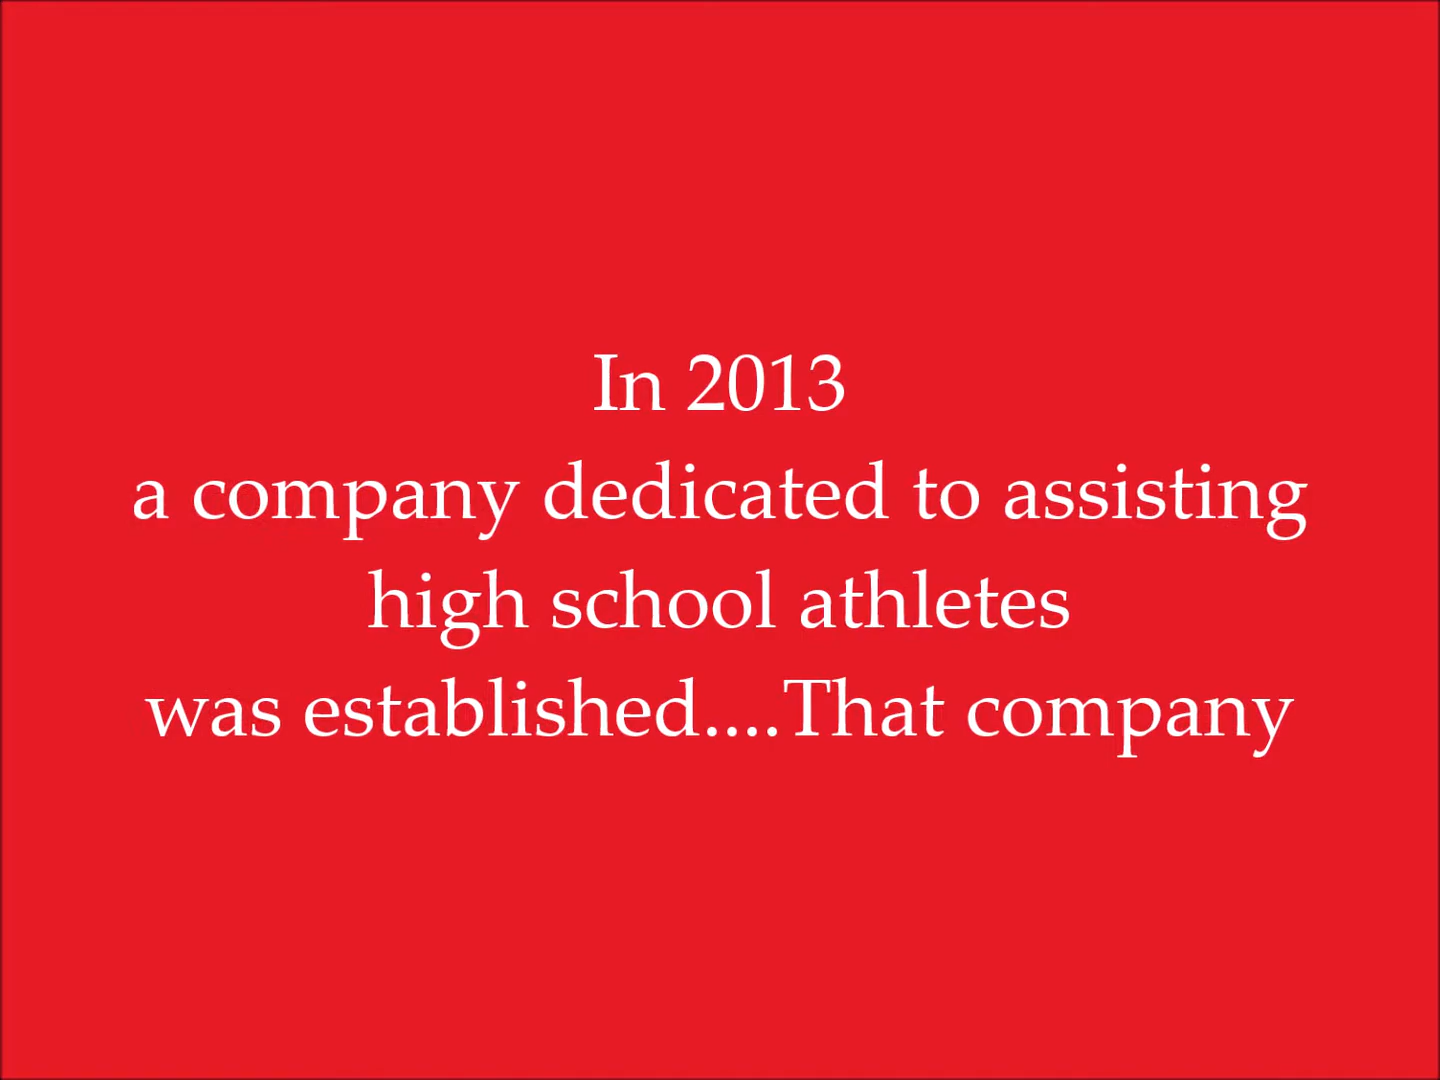 In 2013
a company dedicated to assisting
high school athletes
was established....That company